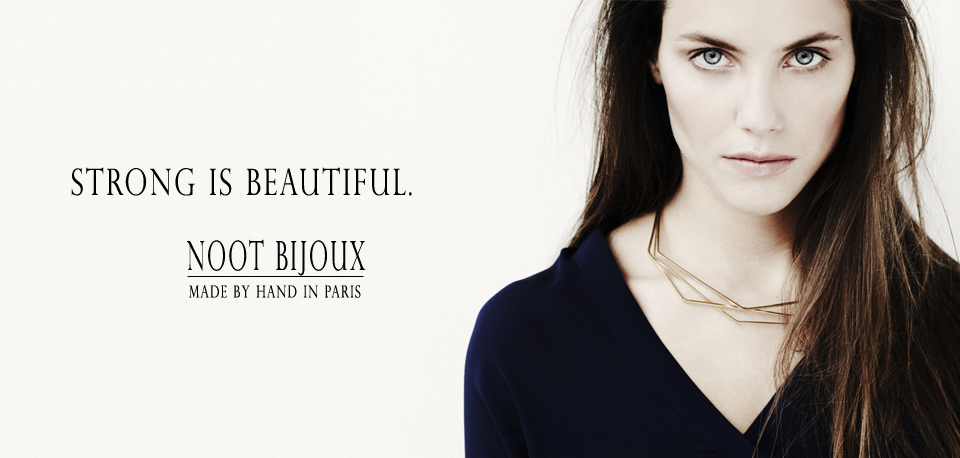 STRONG IS BEAUTIFUL.
NOOT BIJOUX
MADE BY HAND IN PARIS